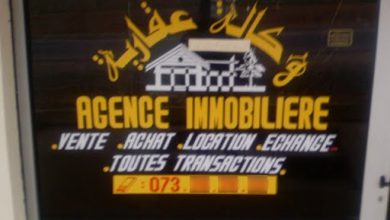 وكالة عقارية
AGENCE IMMOBILIERE
.VENTE .ACHAT .LOCATION .ECHANGE
.TOUTES TRANSACTIONS.
: 073